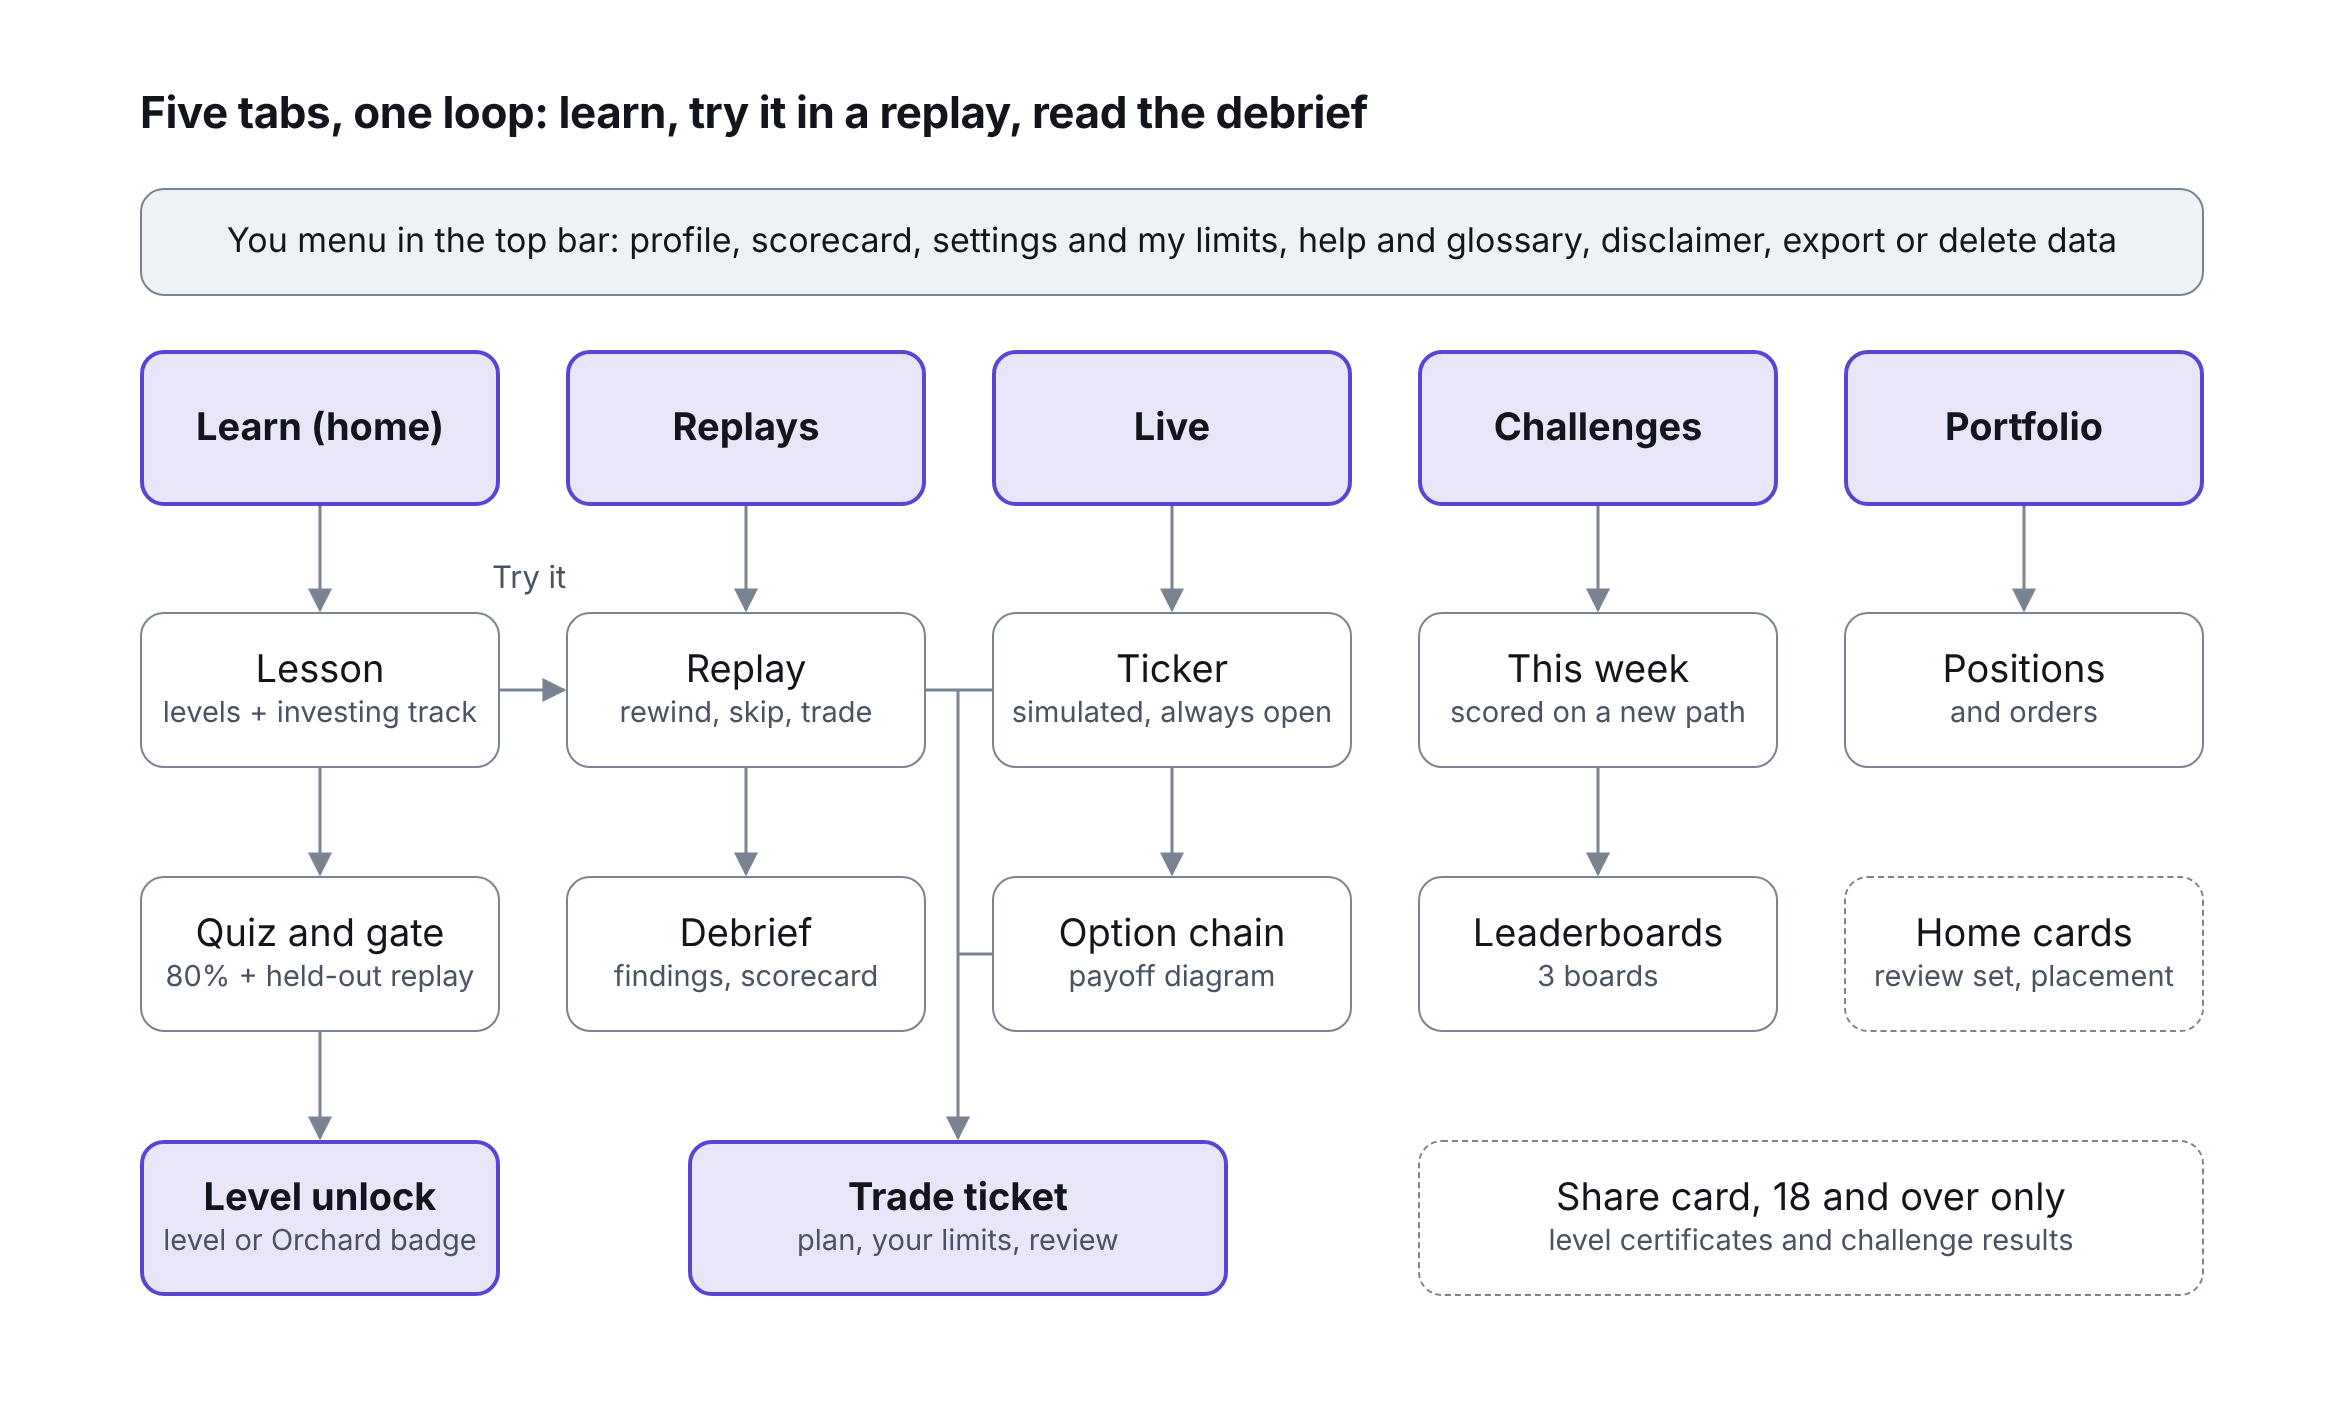 Five tabs, one loop: learn, try it in a replay, read the debrief
You menu in the top bar: profile, scorecard, settings and my limits, help and glossary, disclaimer, export or delete data
Learn (home)
Replays
Live
Challenges
Portfolio
Try it
Lesson
levels + investing track
Replay
rewind, skip, trade
Ticker
simulated, always open
This week
scored on a new path
Positions
and orders
Quiz and gate
80% + held-out replay
Debrief
findings, scorecard
Option chain
payoff diagram
Leaderboards
3 boards
Home cards
review set, placement
Level unlock
level or Orchard badge
Trade ticket
plan, your limits, review
Share card, 18 and over only
level certificates and challenge results